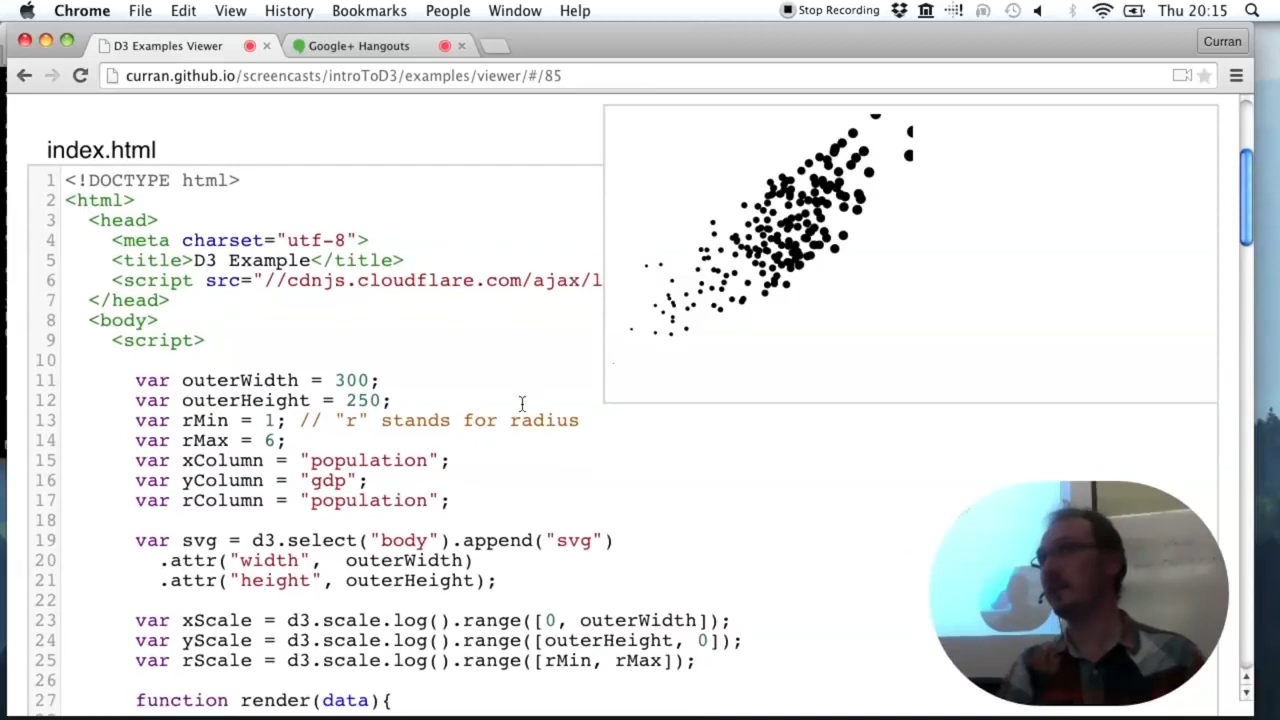 Chrome File Edit View History Bookmarks People Window Help Stop Recording Thu 20:15
D3 Examples Viewer × Google+ Hangouts × Curran
curran.github.io/screencasts/introToD3/examples/viewer/#/85
index.html
1 <!DOCTYPE html>
2 <html>
3 <head>
4 <meta charset="utf-8">
5 <title>D3 Example</title>
6 <script src="//cdnjs.cloudflare.com/ajax/l
7 </head>
8 <body>
9 <script>
10
11 var outerWidth = 300;
12 var outerHeight = 250;
13 var rMin = 1; // "r" stands for radius
14 var rMax = 6;
15 var xColumn = "population";
16 var yColumn = "gdp";
17 var rColumn = "population";
18
19 var svg = d3.select("body").append("svg")
20 .attr("width", outerWidth)
21 .attr("height", outerHeight);
22
23 var xScale = d3.scale.log().range([0, outerWidth]);
24 var yScale = d3.scale.log().range([outerHeight, 0]);
25 var rScale = d3.scale.log().range([rMin, rMax]);
26
27 function render(data){